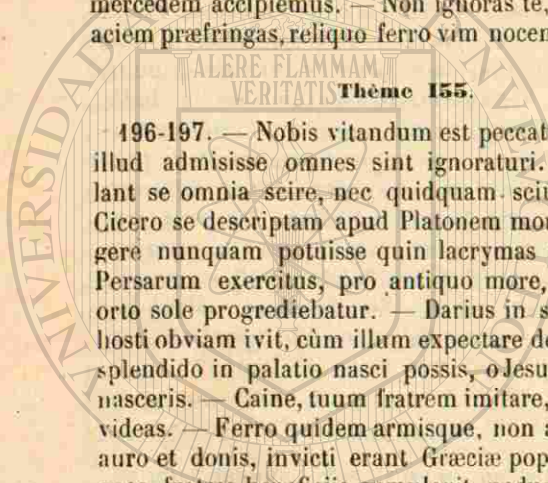 mercedem accipiemus. — Non ignoras te,
aciem præfringas, reliquo ferro vim nocen
ALERE FLAMMAM
VERITATIS
Thème 155.
196-197. — Nobis vitandum est peccat
illud admisisse omnes sint ignoraturi.
lant se omnia scire, nec quidquam sciu
Cicero se descriptam apud Platonem mor
gere nunquam potuisse quin lacrymas
Persarum exercitus, pro antiquo more,
orto sole progrediebatur. — Darius in s
hosti obviam ivit, cùm illum expectare de
splendido in palatio nasci possis, o Jesu
nasceris. — Caine, tuum fratrem imitare,
videas. — Ferro quidem armisque, non a
auro et donis, invicti erant Græciæ pop